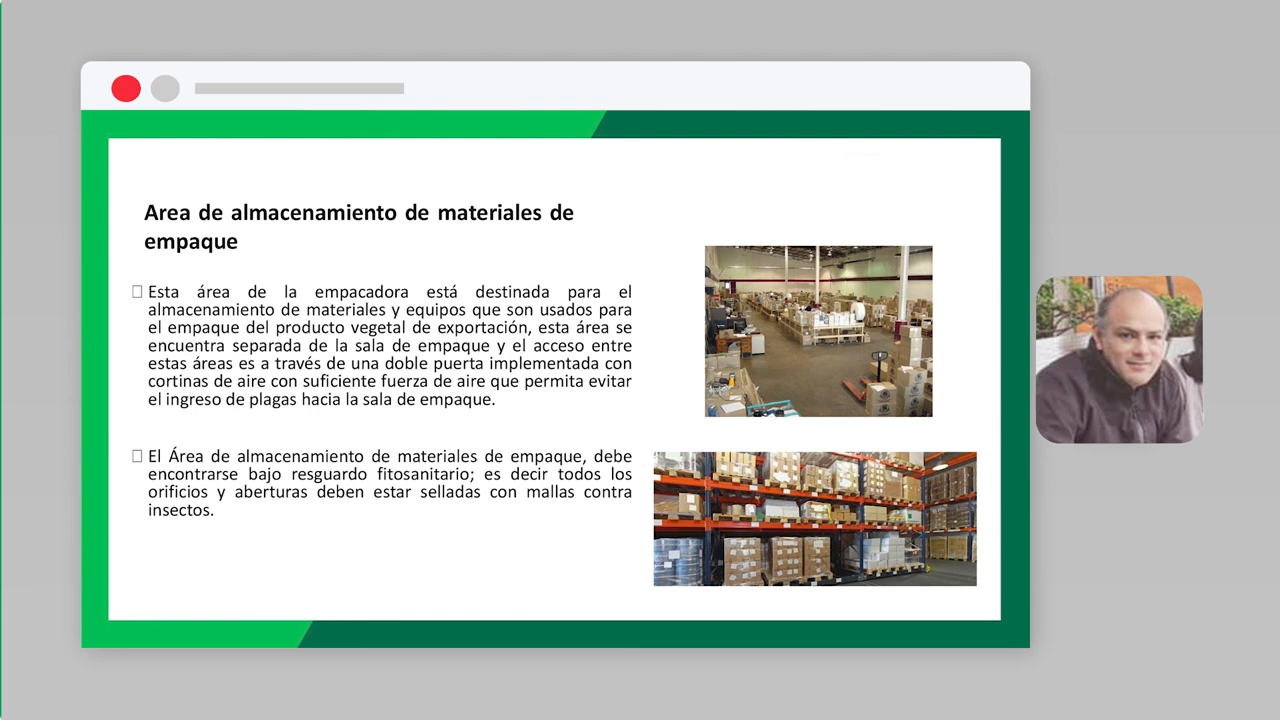 Area de almacenamiento de materiales de
empaque
Esta área de la empacadora está destinada para el
almacenamiento de materiales y equipos que son usados para
el empaque del producto vegetal de exportación, esta área se
encuentra separada de la sala de empaque y el acceso entre
estas áreas es a través de una doble puerta implementada con
cortinas de aire con suficiente fuerza de aire que permita evitar
el ingreso de plagas hacia la sala de empaque.
El Área de almacenamiento de materiales de empaque, debe
encontrarse bajo resguardo fitosanitario; es decir todos los
orificios y aberturas deben estar selladas con mallas contra
insectos.